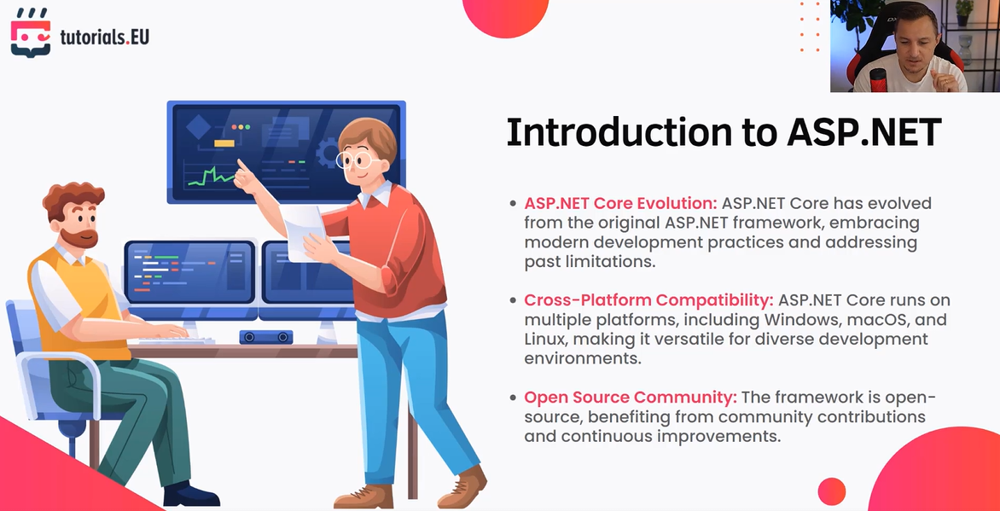 tutorials.EU
Introduction to ASP.NET
• ASP.NET Core Evolution: ASP.NET Core has evolved
from the original ASP.NET framework, embracing
modern development practices and addressing
past limitations.
• Cross-Platform Compatibility: ASP.NET Core runs on
multiple platforms, including Windows, macOS, and
Linux, making it versatile for diverse development
environments.
• Open Source Community: The framework is open-
source, benefiting from community contributions
and continuous improvements.